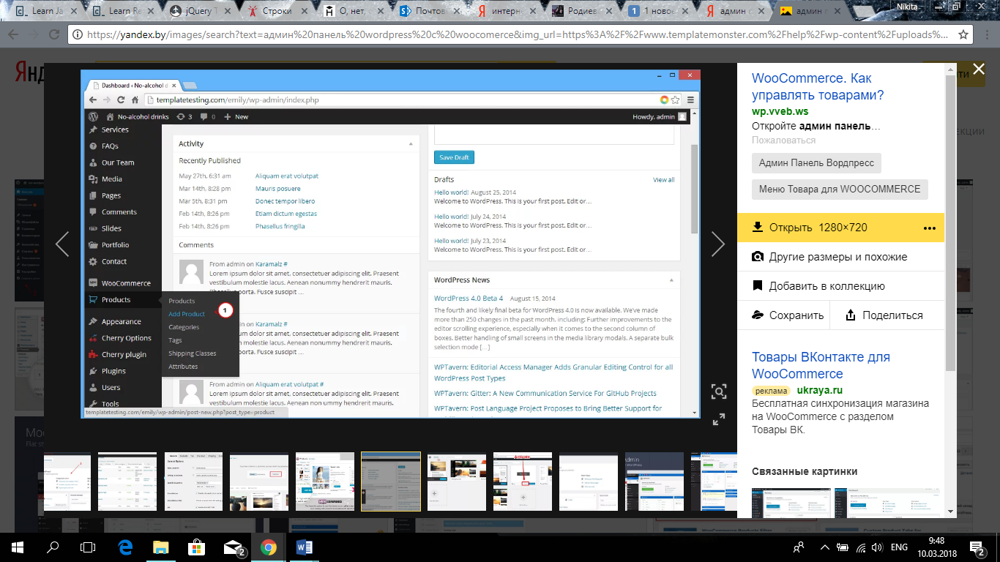 Learn Ja
Learn Re
jQuery T
Строки
О, нет,
Почтов
интерн
Родиев
1 новое
админ
админ п
Nikita
https://yandex.by/images/search?text=админ%20панель%20wordpress%20с%20woocomerce&img_url=https%3A%2F%2Fwww.templatemonster.com%2Fhelp%2Fwp-content%2Fuploads%...
Dashboard ‹ No-alcohol d
templatetesting.com/emily/wp-admin/index.php
No-alcohol drinks 3 0 + New Howdy, admin
Services
FAQs
Our Team
Media
Pages
Comments
Slides
Portfolio
Contact
WooCommerce
Products
Appearance
Cherry Options
Cherry plugin
Plugins
Users
Tools
Products
Add Product
1
Categories
Tags
Shipping Classes
Attributes
Activity
Recently Published
May 27th, 6:31 am Aliquam erat volutpat
Mar 14th, 8:28 pm Mauris posuere
Mar 5th, 8:31 pm Donec tempor libero
Feb 14th, 8:26 pm Etiam dictum egestas
Feb 14th, 8:26 pm Phasellus fringilla
Comments
From admin on Karamalz #
Lorem ipsum dolor sit amet, consectetuer adipiscing elit. Praesent
vestibulum molestie lacus. Aenean nonummy hendrerit mauris.
Phasellus porta. Fusce suscipit ...
From admin on Karamalz #
Lorem ipsum dolor sit amet, consectetuer adipiscing elit. Praesent
vestibulum molestie lacus. Aenean nonummy hendrerit mauris.
porta. Fusce suscipit ...
From admin on Aliquam erat volutpat #
Lorem ipsum dolor sit amet, consectetuer adipiscing elit. Praesent
vestibulum molestie lacus. Aenean non ummy hendrerit mauris.
templatetesting.com/emily/wp-admin/post-new.php?post_type=product
Save Draft
Drafts View all
Hello world! August 25, 2014
Welcome to WordPress. This is your first post. Edit or...
Hello world! July 24, 2014
Welcome to WordPress. This is your first post. Edit or...
Hello world! July 23, 2014
Welcome to WordPress. This is your first post. Edit or...
WordPress News
WordPress 4.0 Beta 4 August 15, 2014
The fourth and likely final beta for WordPress 4.0 is now available. We've made
more than 250 changes in the past month, including: Further improvements to the
editor scrolling experience, especially when it comes to the second column of
boxes. Better handling of small screens in the media library modals. A separate bulk
selection mode [...]
WPTavern: Editorial Access Manager Adds Granular Editing Control for all
WordPress Post Types
WPTavern: Gitter: A New Communication Service For GitHub Projects
WPTavern: Post Language Project Proposes to Bring Better Support for
WooCommerce. Как
управлять товарами?
wp.vveb.ws
Откройте админ панель…
Пожаловаться
Админ Панель Вордпресс
Меню Товара для WOOCOMMERCE
Открыть 1280×720
Другие размеры и похожие
Добавить в коллекцию
Сохранить
Поделиться
Товары ВКонтакте для
WooCommerce
реклама ukraya.ru
Бесплатная синхронизация магазина
на WooCommerce с разделом
Товары ВК.
Связанные картинки
Activate
2
ENG
9:48
10.03.2018
2